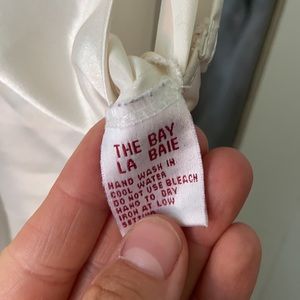 THE BAY
LA BAIE
HAND WASH IN
COOL WATER
DO NOT USE BLEACH
HANG TO DRY
IRON AT LOW
SETTING